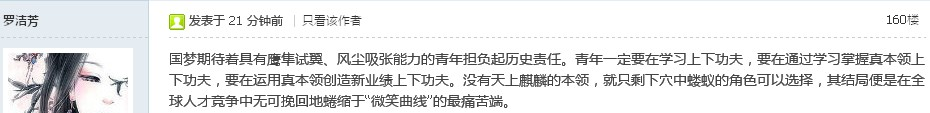 罗洁芳
发表于 21 分钟前 | 只看该作者 160楼
国梦期待着具有鹰隼试翼、风尘吸张能力的青年担负起历史责任。青年一定要在学习上下功夫，要在通过学习掌握真本领上
下功夫，要在运用真本领创造新业绩上下功夫。没有天上麒麟的本领，就只剩下穴中蝼蚁的角色可以选择，其结局便是在全
球人才竞争中无可挽回地蜷缩于“微笑曲线”的最痛苦端。